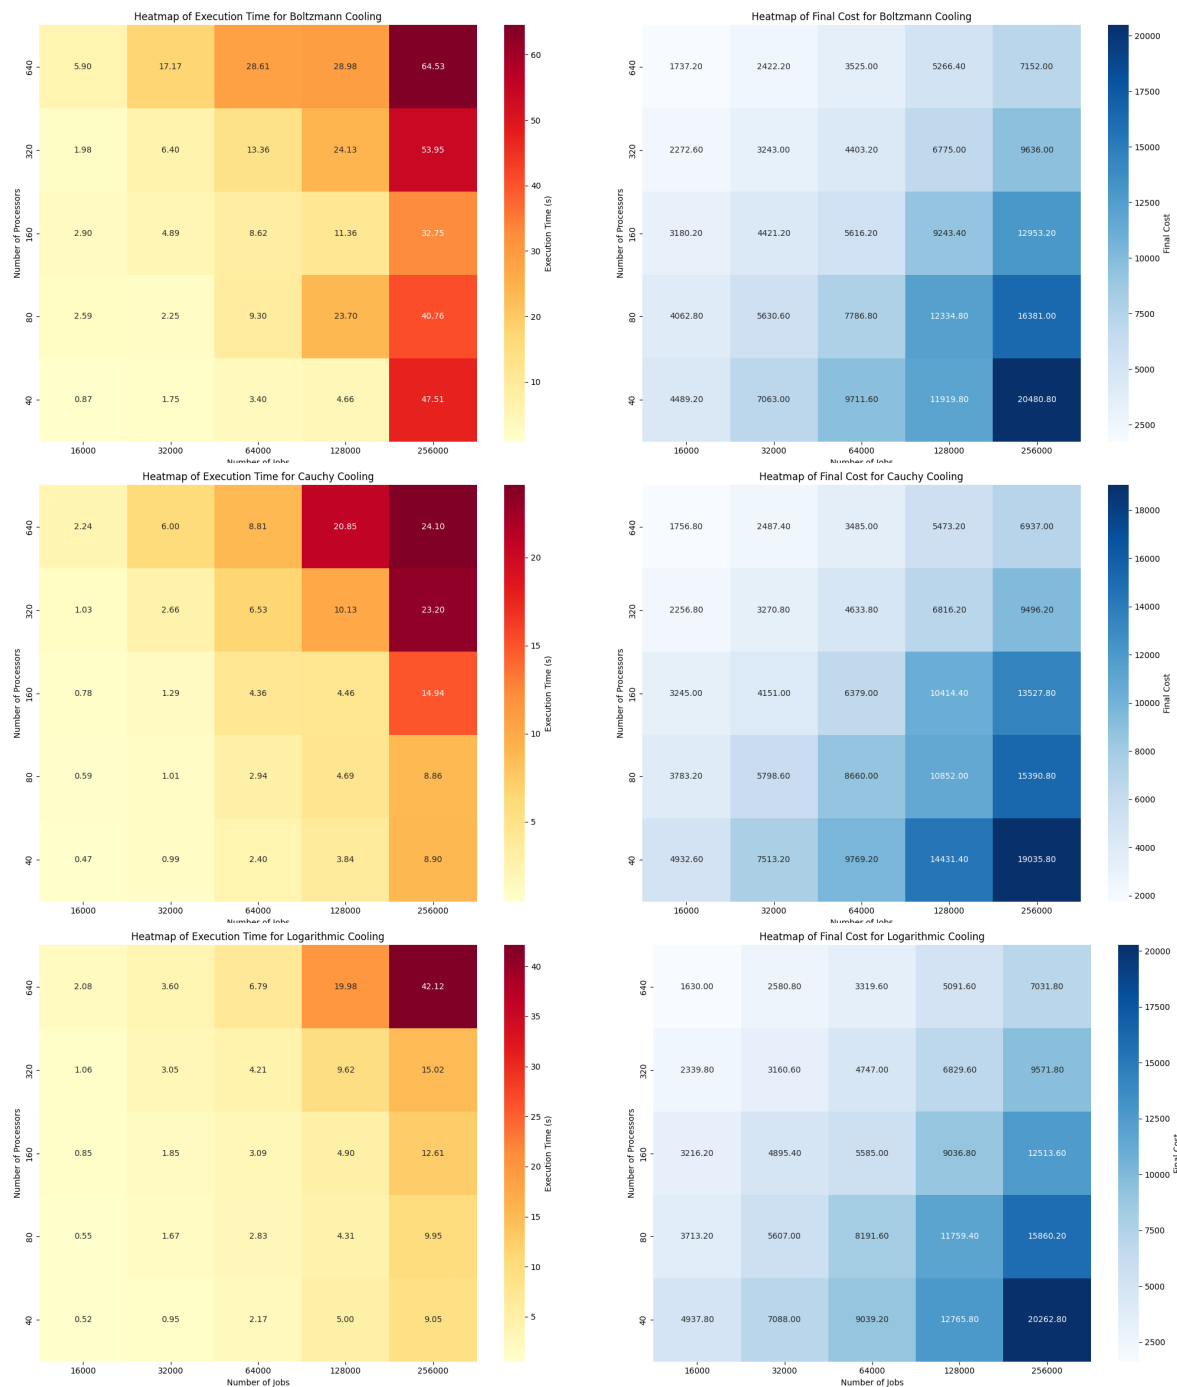 Heatmap of Execution Time for Boltzmann Cooling
640 5.90 17.17 28.61 28.98 64.53
320 1.98 6.40 13.36 24.13 53.95
160 2.90 4.89 8.62 11.36 32.75
80 2.59 2.25 9.30 23.70 40.76
40 0.87 1.75 3.40 4.66 47.51
16000 32000 64000 128000 256000
Number of Jobs
Number of Processors
60
50
40
30
20
10
Execution Time (s)
Heatmap of Final Cost for Boltzmann Cooling
640 1737.20 2422.20 3525.00 5266.40 7152.00
320 2272.60 3243.00 4403.20 6775.00 9636.00
160 3180.20 4421.20 5616.20 9243.40 12953.20
80 4062.80 5630.60 7786.80 12334.80 16381.00
40 4489.20 7063.00 9711.60 11919.80 20480.80
16000 32000 64000 128000 256000
Number of Jobs
Number of Processors
20000
17500
15000
12500
10000
7500
5000
2500
Final Cost
Heatmap of Execution Time for Cauchy Cooling
640 2.24 6.00 8.81 20.85 24.10
320 1.03 2.66 6.53 10.13 23.20
160 0.78 1.29 4.36 4.46 14.94
80 0.59 1.01 2.94 4.69 8.86
40 0.47 0.99 2.40 3.84 8.90
16000 32000 64000 128000 256000
Number of Jobs
Number of Processors
20
15
10
5
Execution Time (s)
Heatmap of Final Cost for Cauchy Cooling
640 1756.80 2487.40 3485.00 5473.20 6937.00
320 2256.80 3270.80 4633.80 6816.20 9496.20
160 3245.00 4151.00 6379.00 10414.40 13527.80
80 3783.20 5798.60 8660.00 10852.00 15390.80
40 4932.60 7513.20 9769.20 14431.40 19035.80
16000 32000 64000 128000 256000
Number of Jobs
Number of Processors
18000
16000
14000
12000
10000
8000
6000
4000
2000
Final Cost
Heatmap of Execution Time for Logarithmic Cooling
640 2.08 3.60 6.79 19.98 42.12
320 1.06 3.05 4.21 9.62 15.02
160 0.85 1.85 3.09 4.90 12.61
80 0.55 1.67 2.83 4.31 9.95
40 0.52 0.95 2.17 5.00 9.05
16000 32000 64000 128000 256000
Number of Jobs
Number of Processors
40
35
30
25
20
15
10
5
Execution Time (s)
Heatmap of Final Cost for Logarithmic Cooling
640 1630.00 2580.80 3319.60 5091.60 7031.80
320 2339.80 3160.60 4747.00 6829.60 9571.80
160 3216.20 4895.40 5585.00 9036.80 12513.60
80 3713.20 5607.00 8191.60 11759.40 15860.20
40 4937.80 7088.00 9039.20 12765.80 20262.80
16000 32000 64000 128000 256000
Number of Jobs
Number of Processors
20000
17500
15000
12500
10000
7500
5000
2500
Final Cost